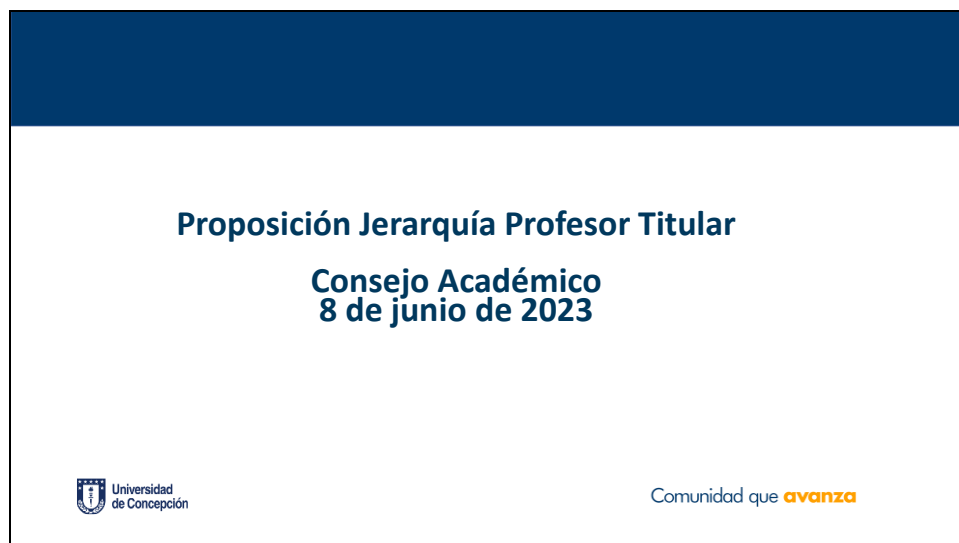 Proposición Jerarquía Profesor Titular
Consejo Académico
8 de junio de 2023
Universidad
de Concepción
Comunidad que avanza